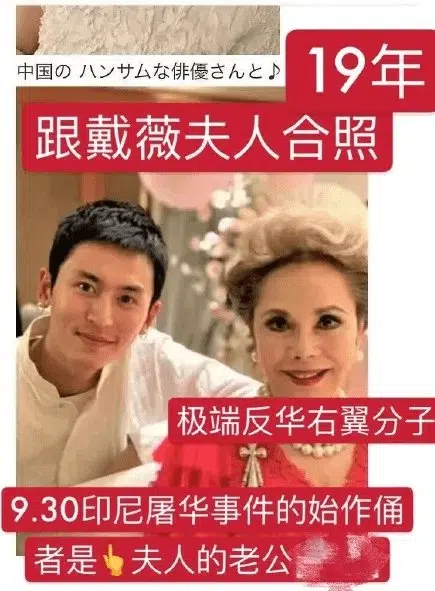 中国の ハンサムな俳優さんと♪
19年
跟戴薇夫人合照
极端反华右翼分子
9.30印尼屠华事件的始作俑
者是👆夫人的老公